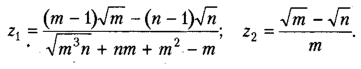 z₁ = ((m − 1)√m − (n − 1)√n) / (√(m³n) + nm + m² − m); z₂ = (√m − √n) / m.